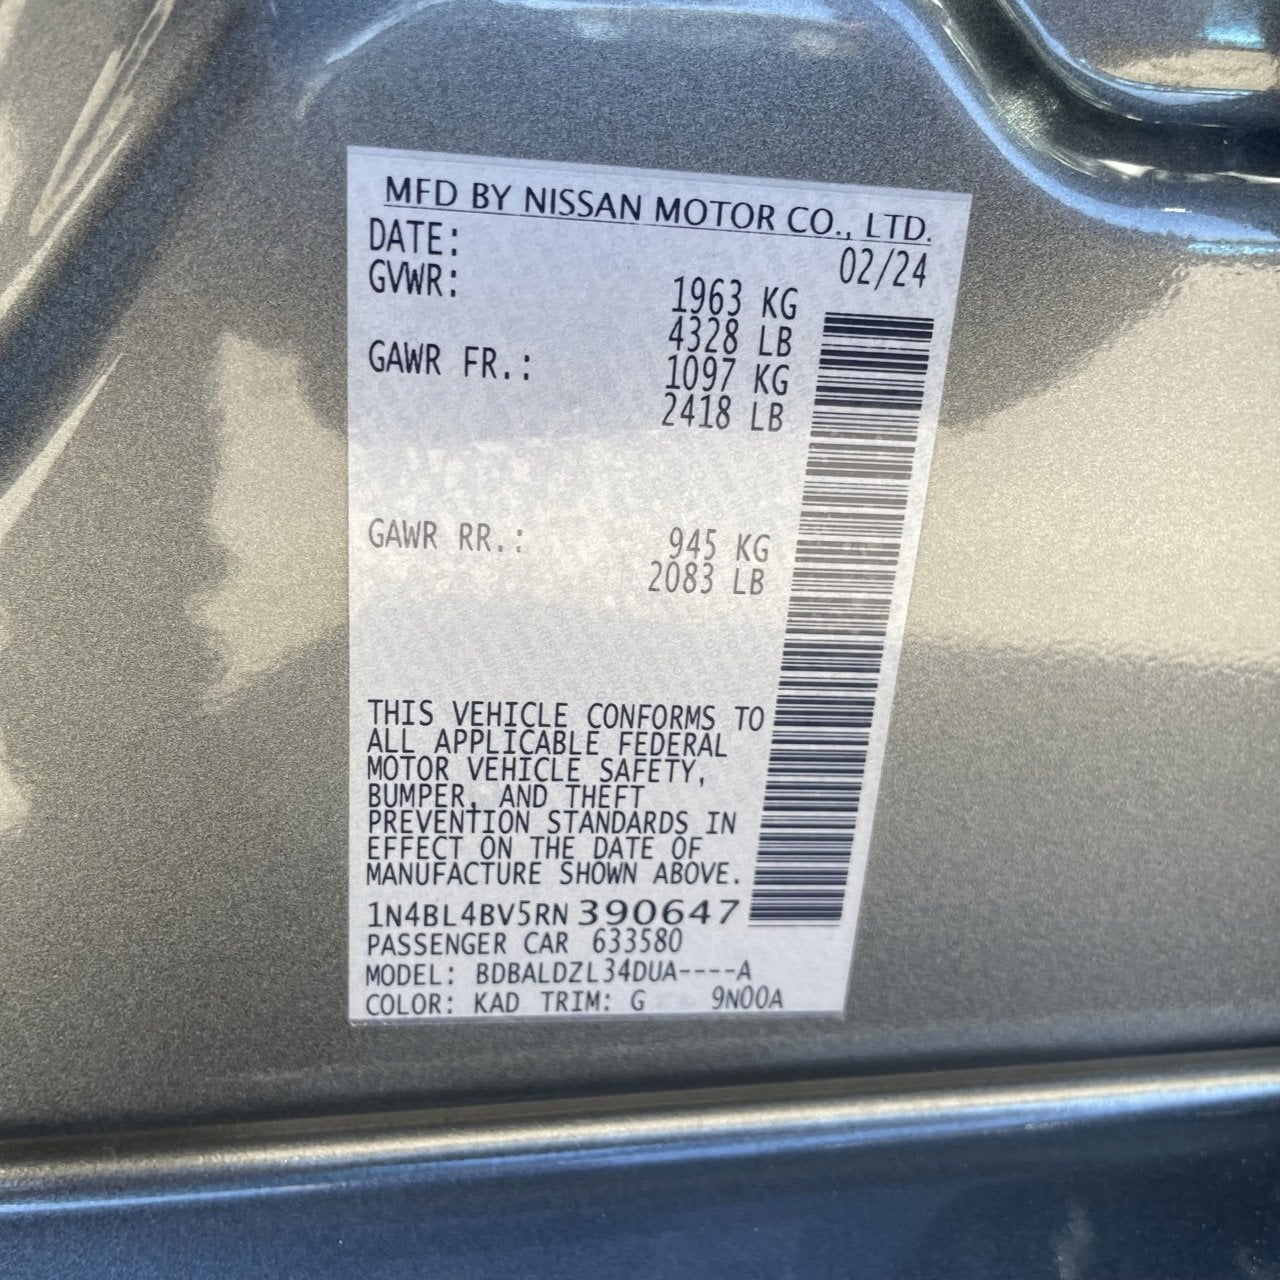 MFD BY NISSAN MOTOR CO., LTD.
DATE: 02/24
GVWR: 1963 KG
4328 LB
GAWR FR.: 1097 KG
2418 LB
GAWR RR.: 945 KG
2083 LB
THIS VEHICLE CONFORMS TO
ALL APPLICABLE FEDERAL
MOTOR VEHICLE SAFETY,
BUMPER, AND THEFT
PREVENTION STANDARDS IN
EFFECT ON THE DATE OF
MANUFACTURE SHOWN ABOVE.
1N4BL4BV5RN390647
PASSENGER CAR 633580
MODEL: BDBALDZL34DUA----A
COLOR: KAD TRIM: G 9N00A